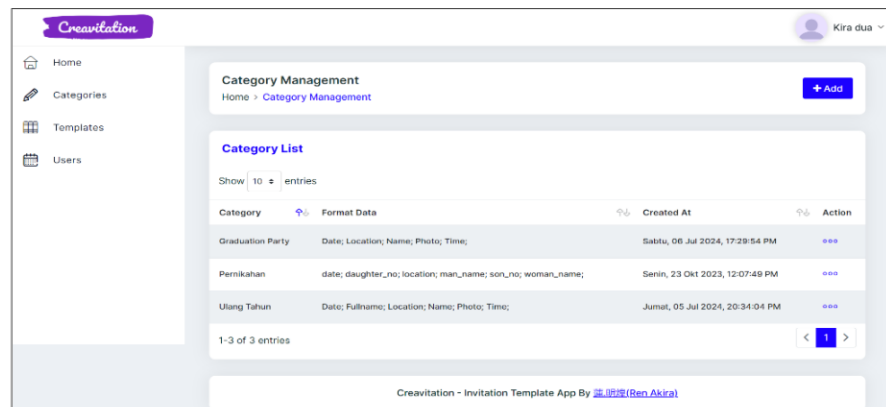 Creavitation
Kira dua
Home
Categories
Templates
Users
Category Management
Home > Category Management
+ Add
Category List
Show 10 entries
Category Format Data Created At Action
Graduation Party Date; Location; Name; Photo; Time; Sabtu, 06 Jul 2024, 17:29:54 PM
Pernikahan date; daughter_no; location; man_name; son_no; woman_name; Senin, 23 Okt 2023, 12:07:49 PM
Ulang Tahun Date; Fullname; Location; Name; Photo; Time; Jumat, 05 Jul 2024, 20:34:04 PM
1-3 of 3 entries
< 1 >
Creavitation - Invitation Template App By (Ren Akira)